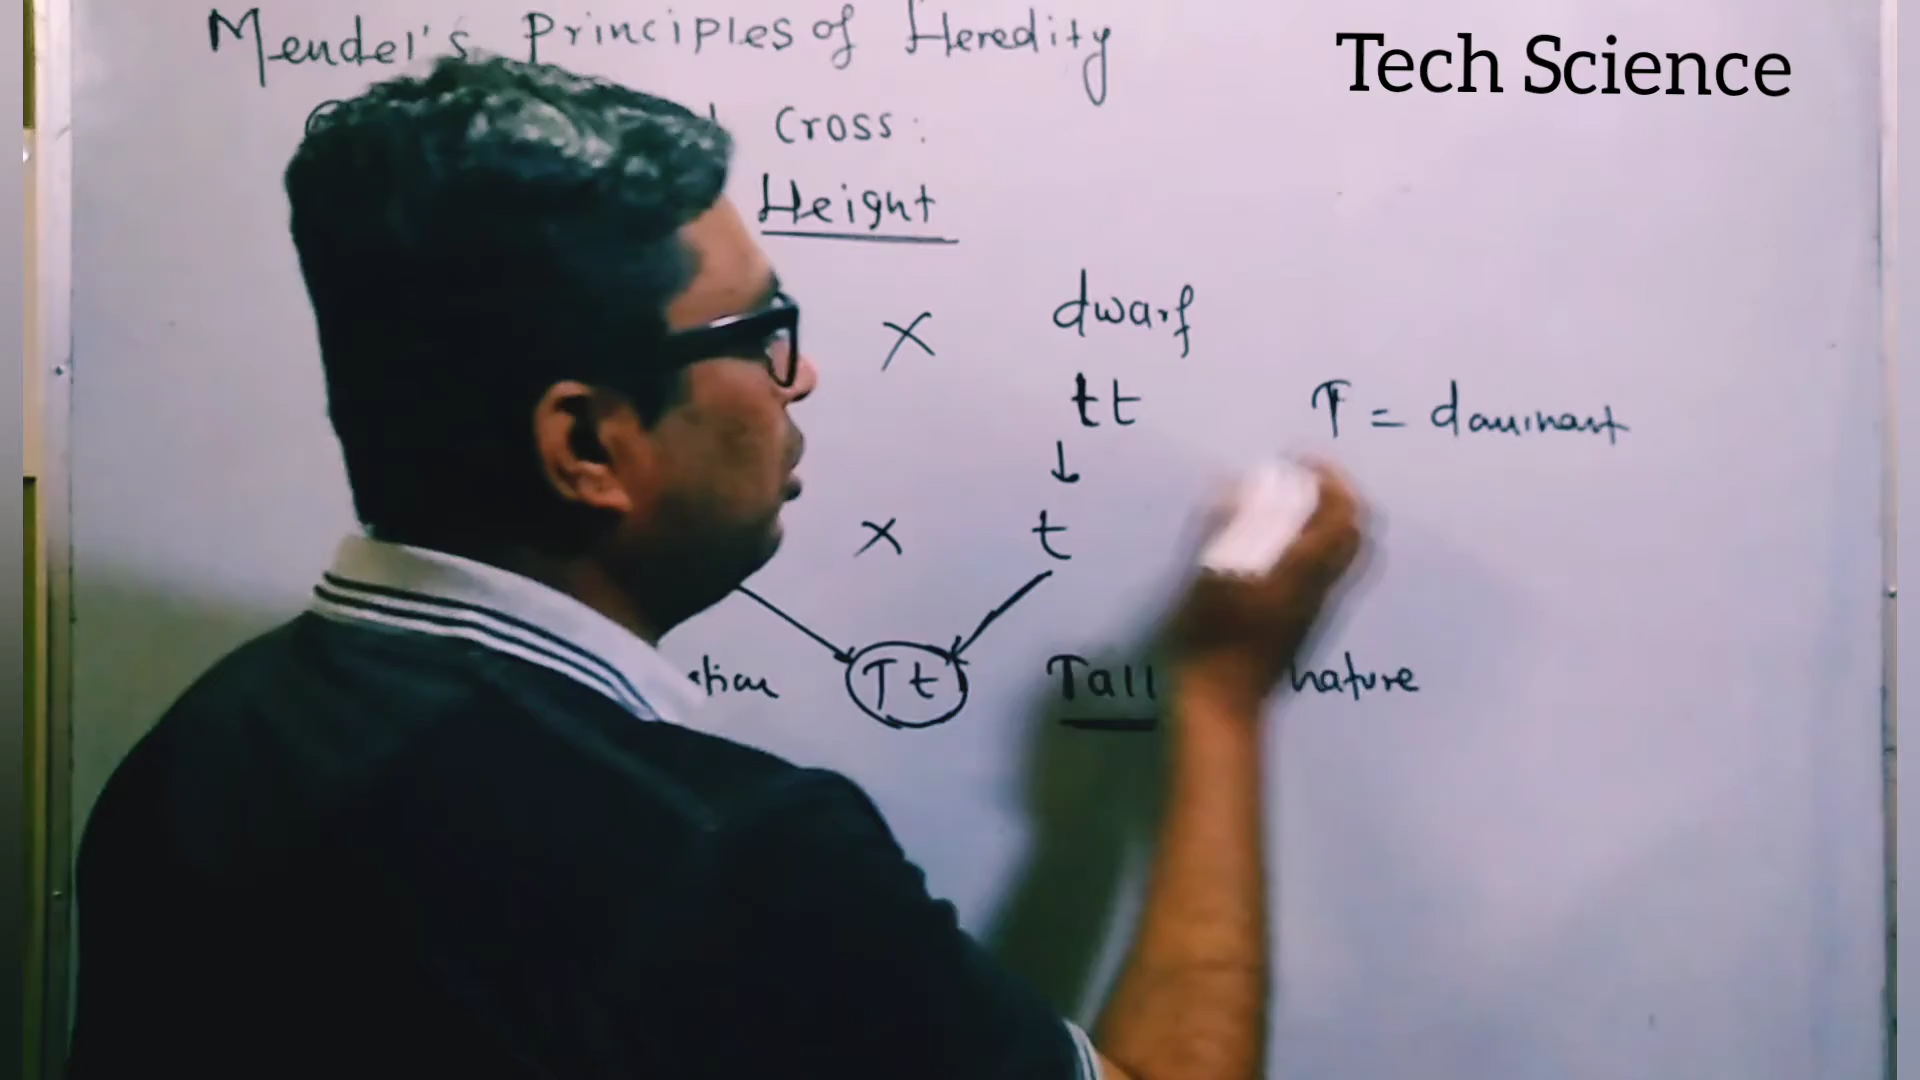 Mendel's Principles of Heredity
Tech Science
Cross:
Height
X dwarf
tt T = dominant
↓
x t
Tt Tall nature